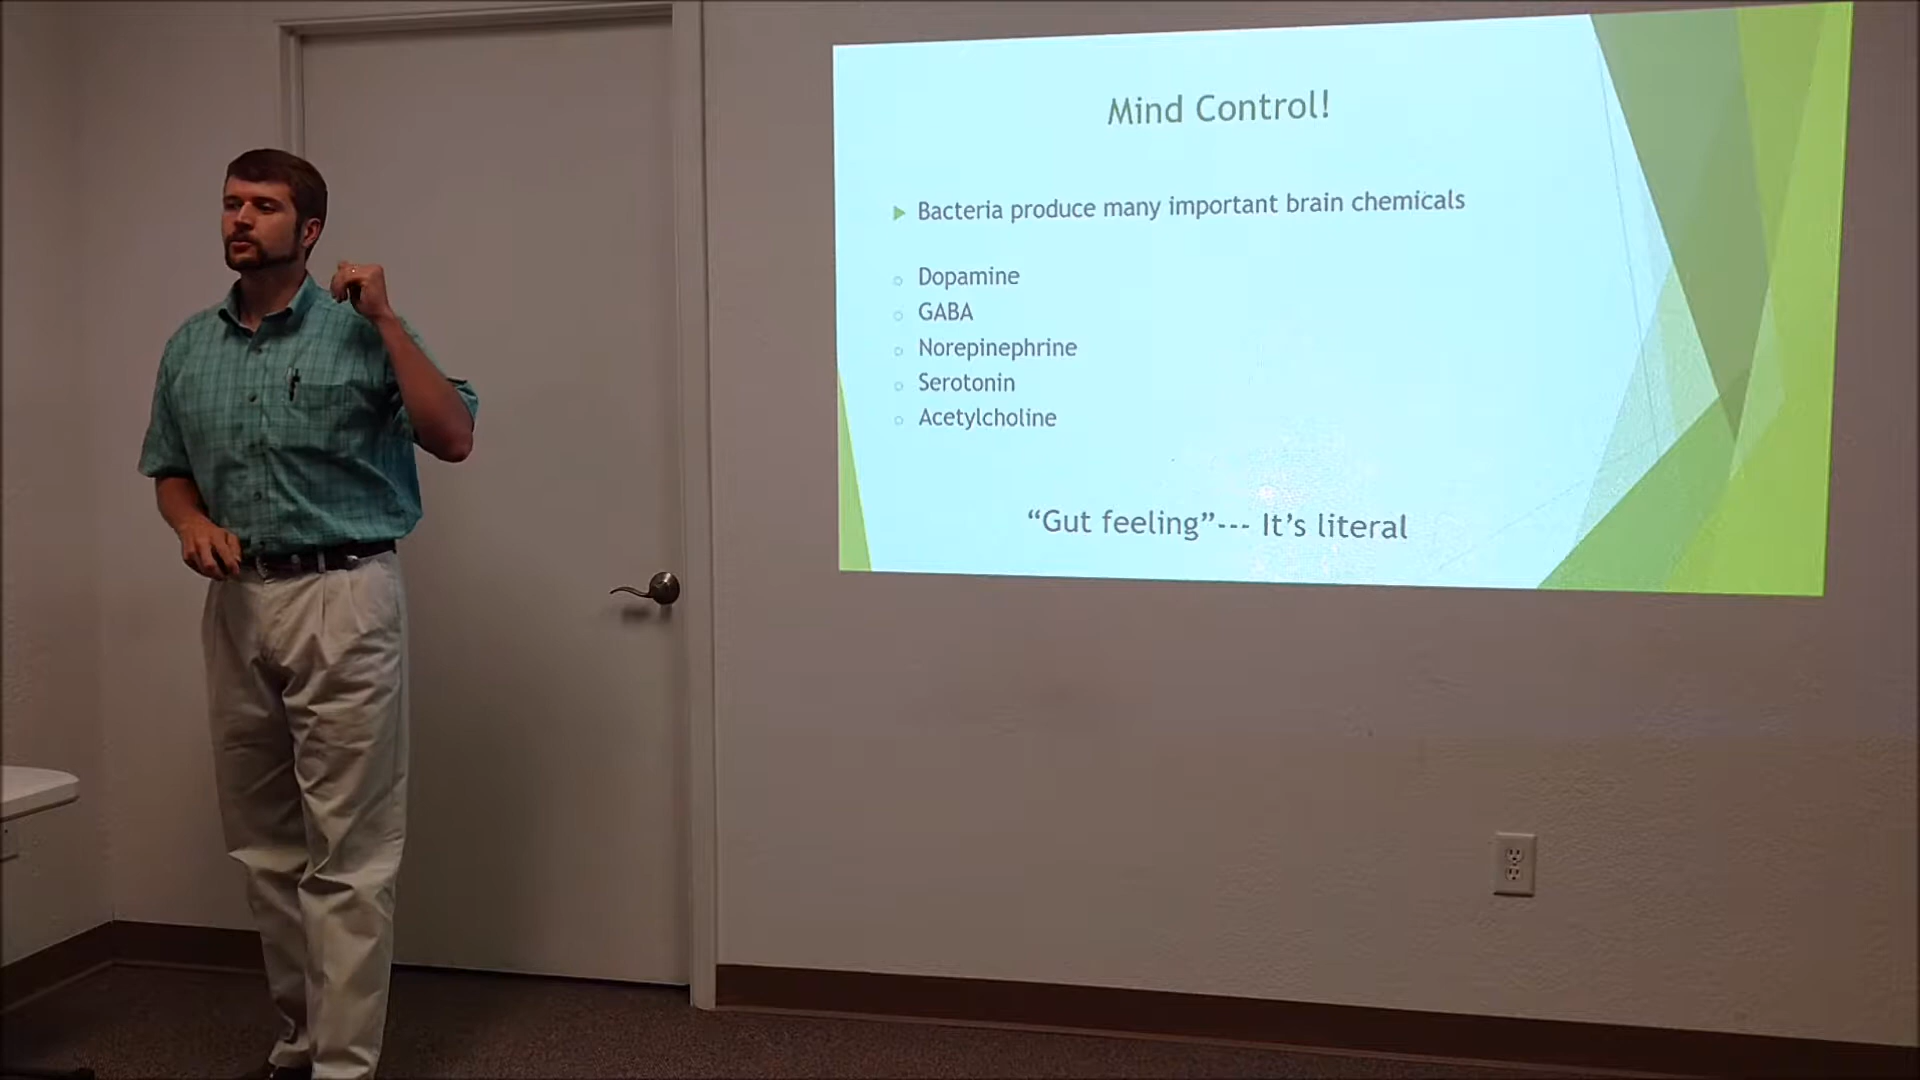 Mind Control!
Bacteria produce many important brain chemicals
Dopamine
GABA
Norepinephrine
Serotonin
Acetylcholine
“Gut feeling”--- It’s literal